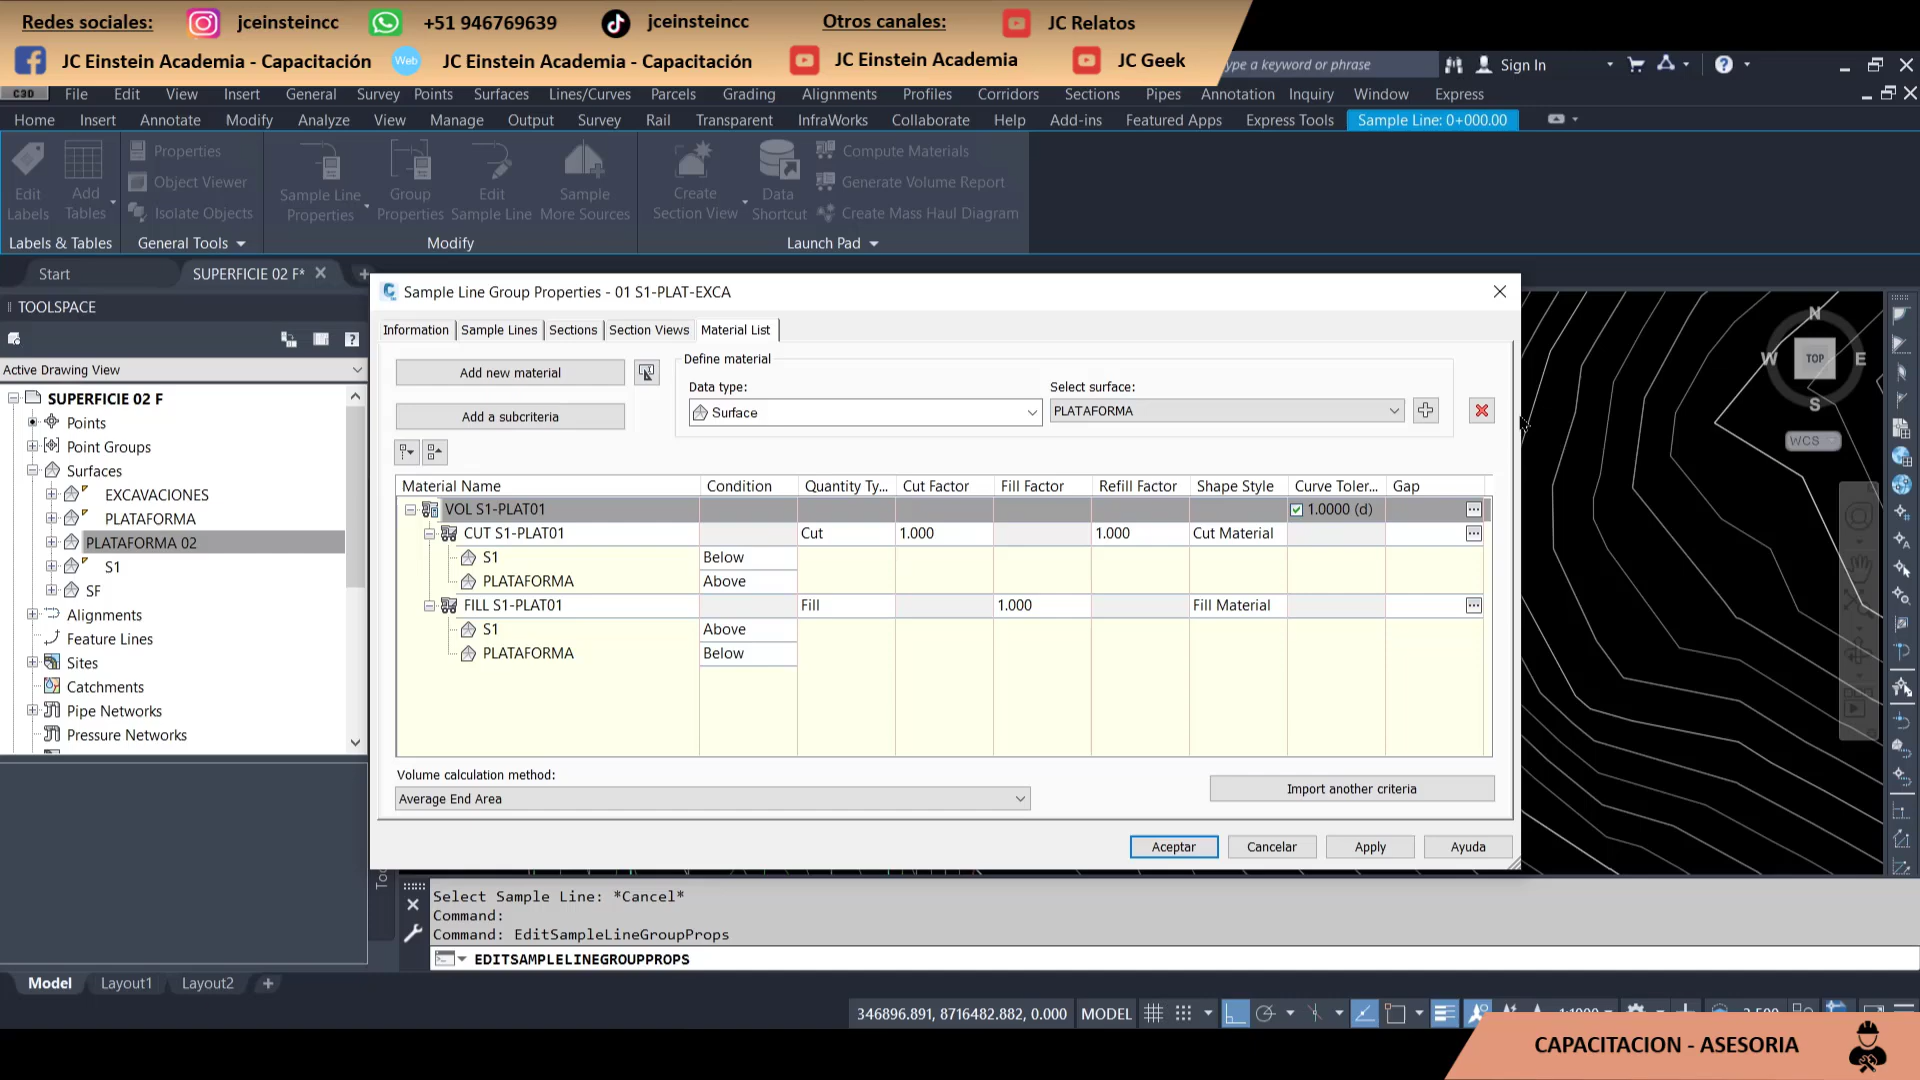 Redes sociales: jceinsteincc +51 946769639 jceinsteincc Otros canales: JC Relatos
JC Einstein Academia - Capacitación Web JC Einstein Academia - Capacitación JC Einstein Academia JC Geek
ype a keyword or phrase Sign In
C3D File Edit View Insert General Survey Points Surfaces Lines/Curves Parcels Grading Alignments Profiles Corridors Sections Pipes Annotation Inquiry Window Express
Home Insert Annotate Modify Analyze View Manage Output Survey Rail Transparent InfraWorks Collaborate Help Add-ins Featured Apps Express Tools Sample Line: 0+000.00
Edit Labels
Add Tables
Properties
Object Viewer
Isolate Objects
Sample Line Properties
Group Properties
Edit Sample Line
Sample More Sources
Create Section View
Data Shortcut
Compute Materials
Generate Volume Report
Create Mass Haul Diagram
Labels & Tables General Tools Modify Launch Pad
Start SUPERFICIE 02 F*
TOOLSPACE
Active Drawing View
SUPERFICIE 02 F
Points
Point Groups
Surfaces
EXCAVACIONES
PLATAFORMA
PLATAFORMA 02
S1
SF
Alignments
Feature Lines
Sites
Catchments
Pipe Networks
Pressure Networks
Sample Line Group Properties - 01 S1-PLAT-EXCA
Information Sample Lines Sections Section Views Material List
Add new material
Add a subcriteria
Define material
Data type: Select surface:
Surface PLATAFORMA
Material Name Condition Quantity Ty... Cut Factor Fill Factor Refill Factor Shape Style Curve Toler... Gap
VOL S1-PLAT01 1.0000 (d) ...
CUT S1-PLAT01 Cut 1.000 1.000 Cut Material ...
S1 Below
PLATAFORMA Above
FILL S1-PLAT01 Fill 1.000 Fill Material ...
S1 Above
PLATAFORMA Below
Volume calculation method:
Average End Area
Import another criteria
Aceptar Cancelar Apply Ayuda
N
W TOP E
S
WCS
Select Sample Line: *Cancel*
Command:
Command: EditSampleLineGroupProps
EDITSAMPLELINEGROUPPROPS
Model Layout1 Layout2
346896.891, 8716482.882, 0.000 MODEL
CAPACITACION - ASESORIA